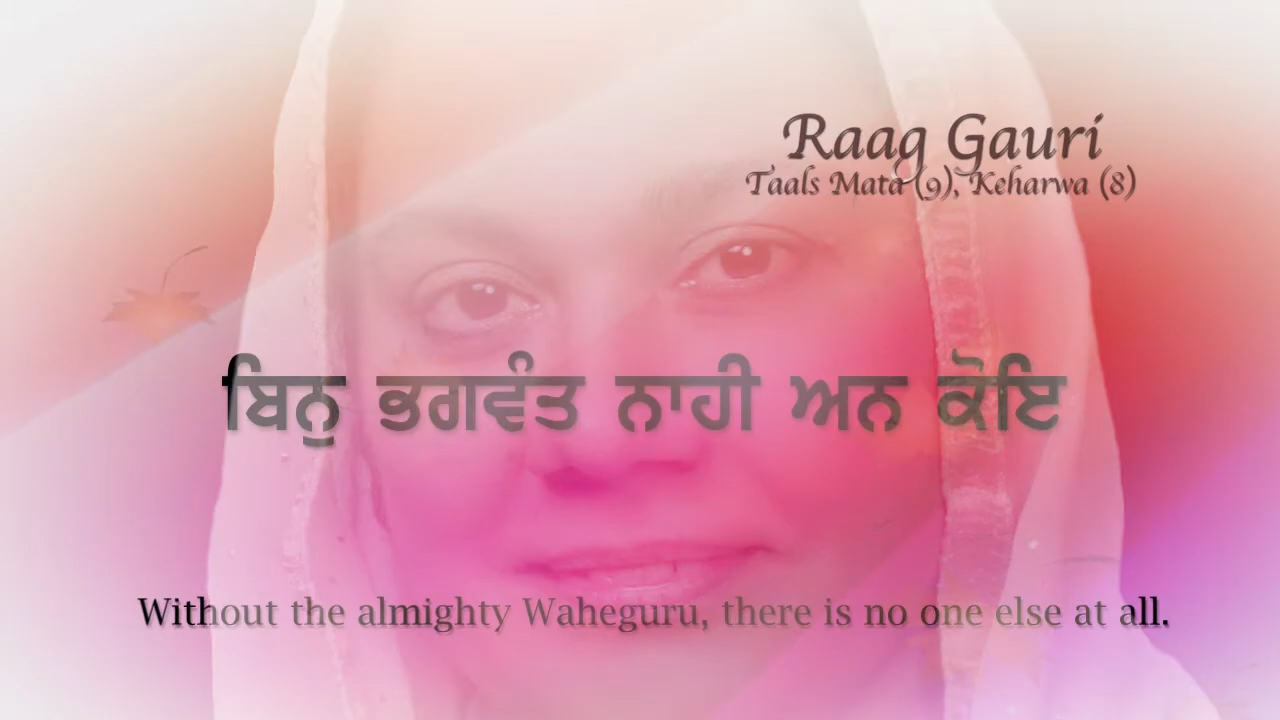 Raag Gauri
Taals Mata (9), Keharwa (8)
ਬਿਨੁ ਭਗਵੰਤ ਨਾਹੀ ਅਨ ਕੋਇ
Without the almighty Waheguru, there is no one else at all.